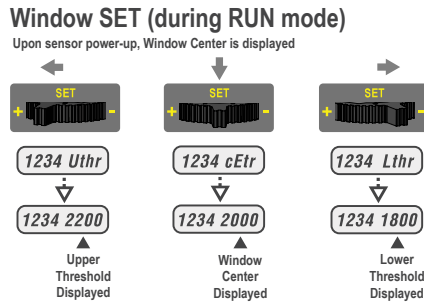 Window SET (during RUN mode)
Upon sensor power-up, Window Center is displayed
SET
+ -
SET
+ -
SET
+ -
1234 Uthr
1234 cEtr
1234 Lthr
1234 2200
1234 2000
1234 1800
Upper
Threshold
Displayed
Window
Center
Displayed
Lower
Threshold
Displayed